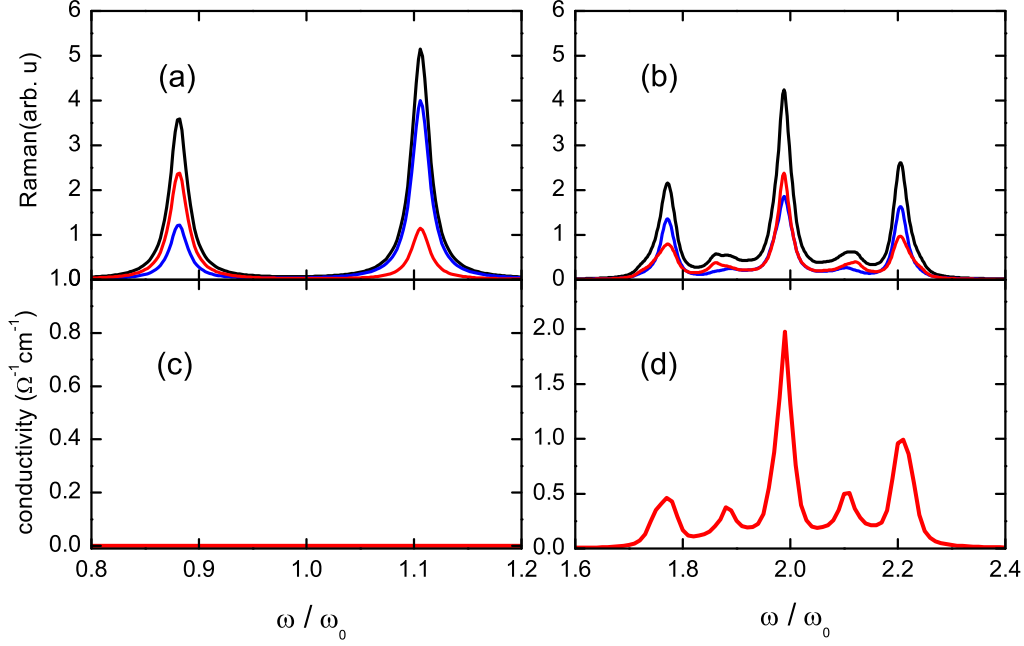 6
5
4
3
2
1
1.0
Raman(arb. u)
(a)
6
5
4
3
2
1
0
(b)
0.8
0.6
0.4
0.2
0.0
conductivity (Ω⁻¹cm⁻¹)
(c)
0.8 0.9 1.0 1.1 1.2
ω / ω₀
2.0
1.5
1.0
0.5
0.0
(d)
1.6 1.8 2.0 2.2 2.4
ω / ω₀